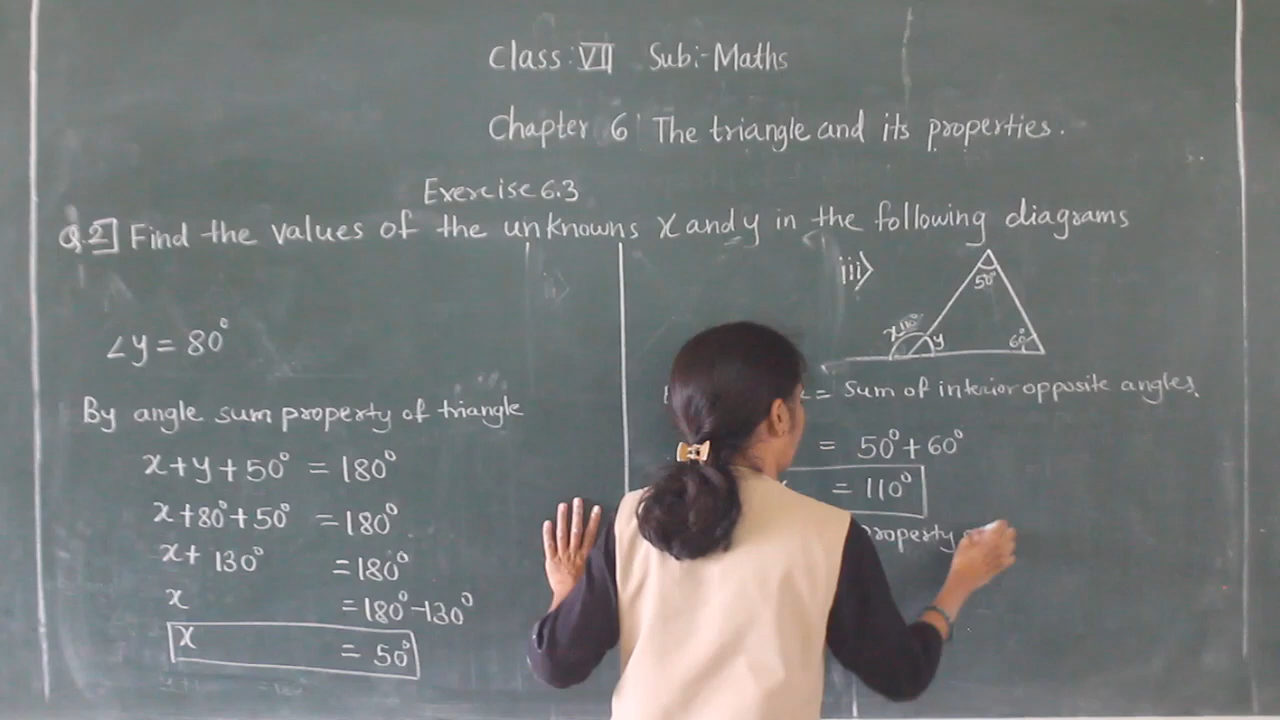 Class : VII Sub:- Maths
Chapter 6 The triangle and its properties.
Exercise 6.3
Q.2] Find the values of the unknowns x and y in the following diagrams
∠y = 80°
By angle sum property of triangle
x + y + 50° = 180°
x + 80° + 50° = 180°
x + 130° = 180°
x = 180° - 130°
x = 50°
iii>
50°
x 110°
y
60°
= Sum of interior opposite angles.
= 50° + 60°
= 110°